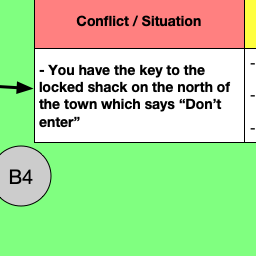 Conflict / Situation
- You have the key to the
locked shack on the north of
the town which says “Don’t
enter”
-
-
-
B4